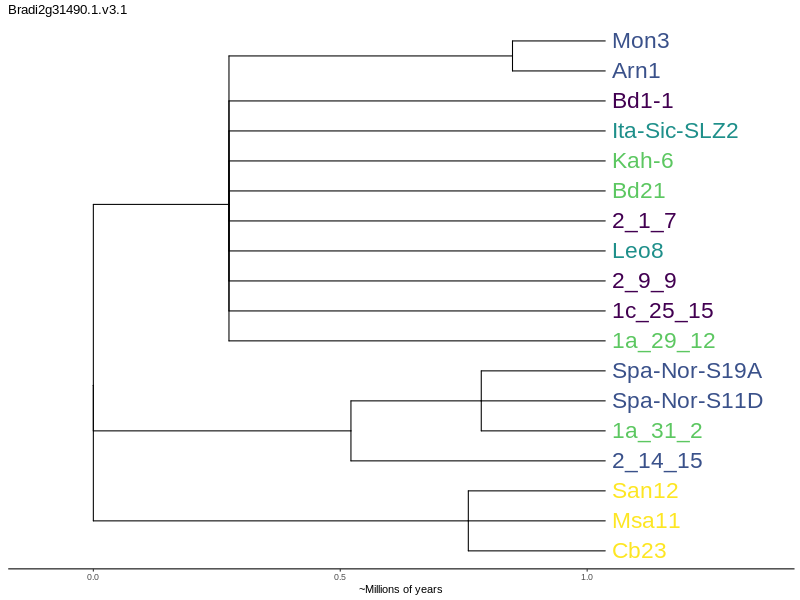 Bradi2g31490.1.v3.1
Mon3
Arn1
Bd1-1
Ita-Sic-SLZ2
Kah-6
Bd21
2_1_7
Leo8
2_9_9
1c_25_15
1a_29_12
Spa-Nor-S19A
Spa-Nor-S11D
1a_31_2
2_14_15
San12
Msa11
Cb23
0.0 0.5 1.0
~Millions of years